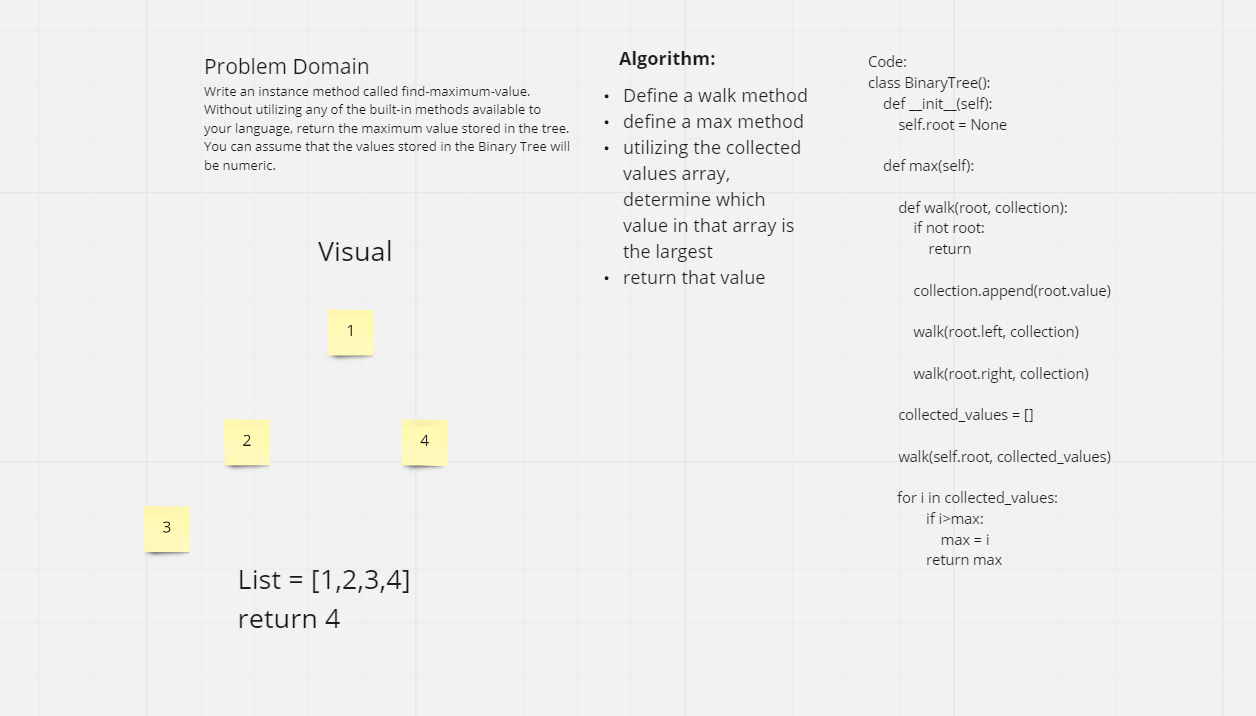 Problem Domain
Write an instance method called find-maximum-value.
Without utilizing any of the built-in methods available to
your language, return the maximum value stored in the tree.
You can assume that the values stored in the Binary Tree will
be numeric.
Visual
1
2
4
3
List = [1,2,3,4]
return 4
Algorithm:
• Define a walk method
• define a max method
• utilizing the collected
values array,
determine which
value in that array is
the largest
• return that value
Code:
class BinaryTree():
def __init__(self):
self.root = None
def max(self):
def walk(root, collection):
if not root:
return
collection.append(root.value)
walk(root.left, collection)
walk(root.right, collection)
collected_values = []
walk(self.root, collected_values)
for i in collected_values:
if i>max:
max = i
return max